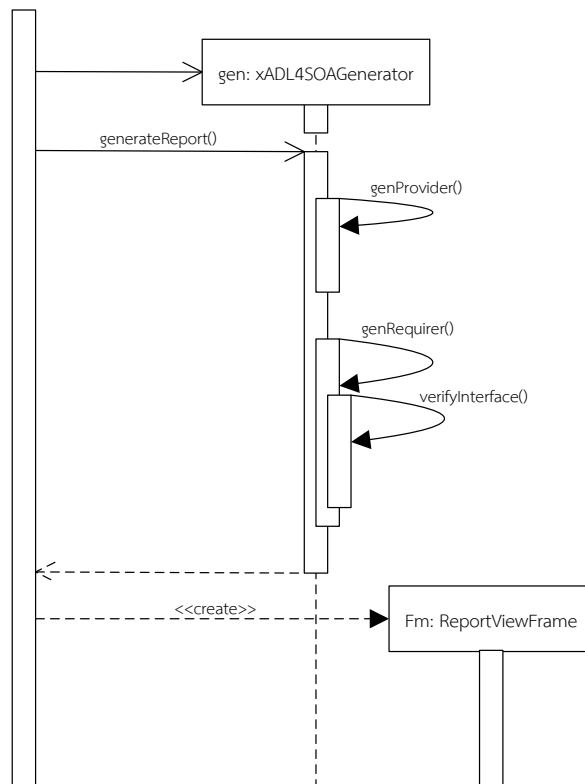 gen: xADL4SOAGenerator
generateReport()
genProvider()
genRequirer()
verifyInterface()
<<create>>
Fm: ReportViewFrame